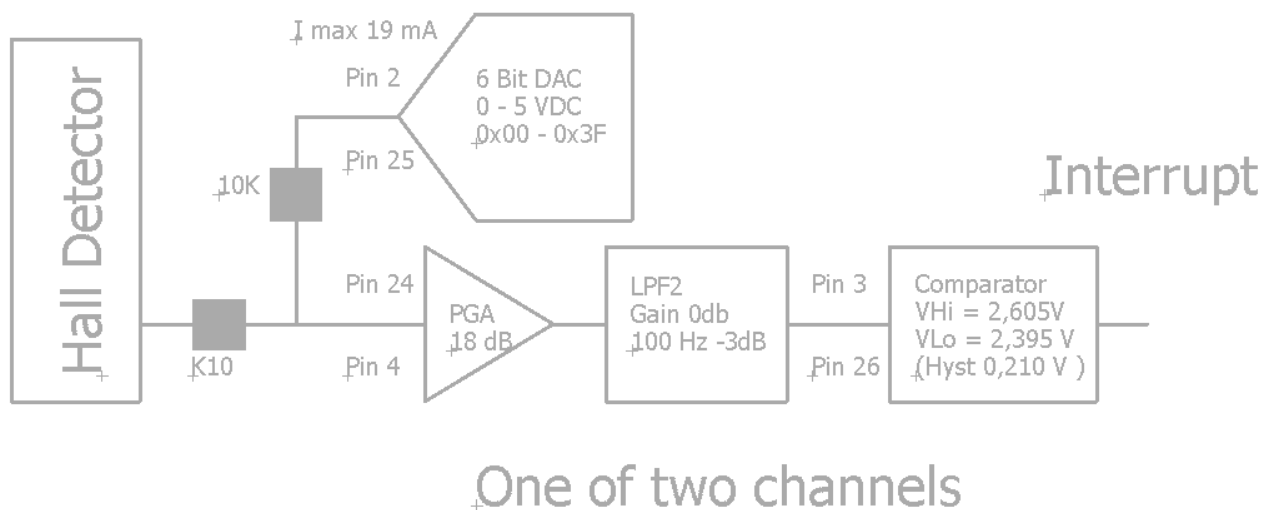 I max 19 mA
Pin 2
6 Bit DAC
0 - 5 VDC
0x00 - 0x3F
Pin 25
10K
Interrupt
Hall Detector
Pin 24
PGA
18 dB
LPF2
Gain 0db
100 Hz -3dB
Pin 3
Comparator
VHi = 2,605V
VLo = 2,395 V
(Hyst 0,210 V )
K10
Pin 4
Pin 26
One of two channels